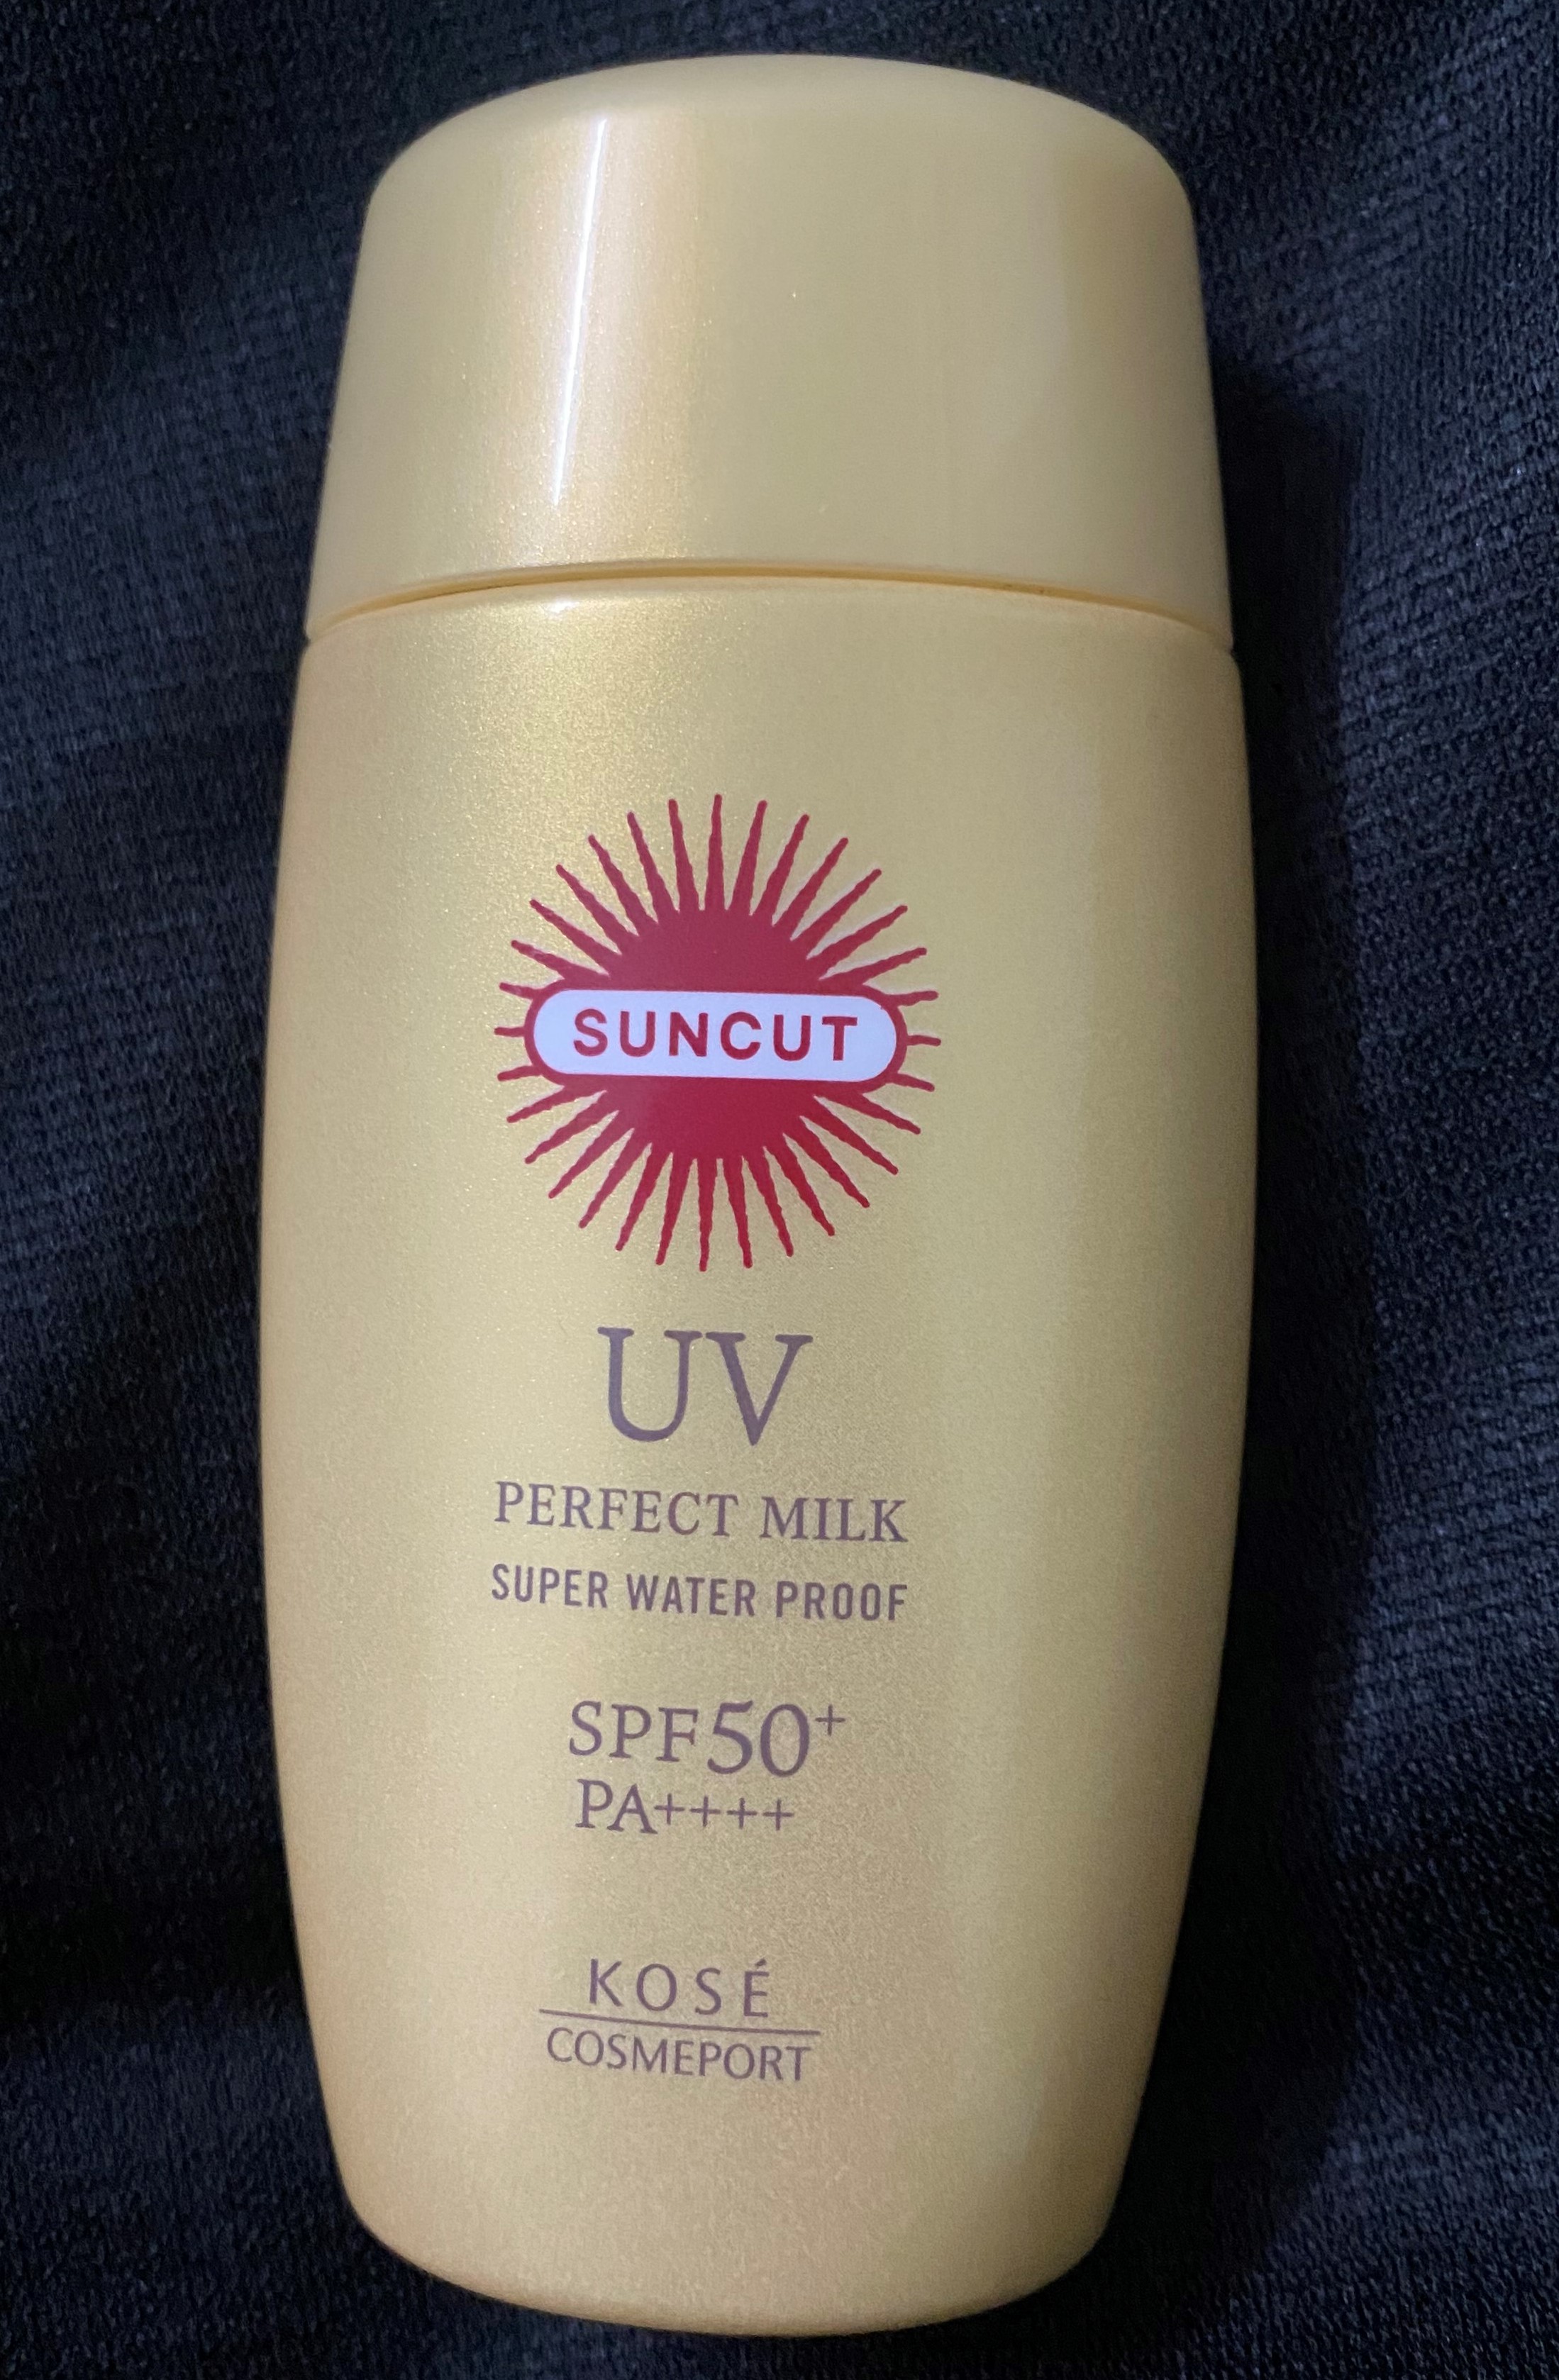 SUNCUT
UV
PERFECT MILK
SUPER WATER PROOF
SPF50+
PA++++
KOSÉ
COSMEPORT